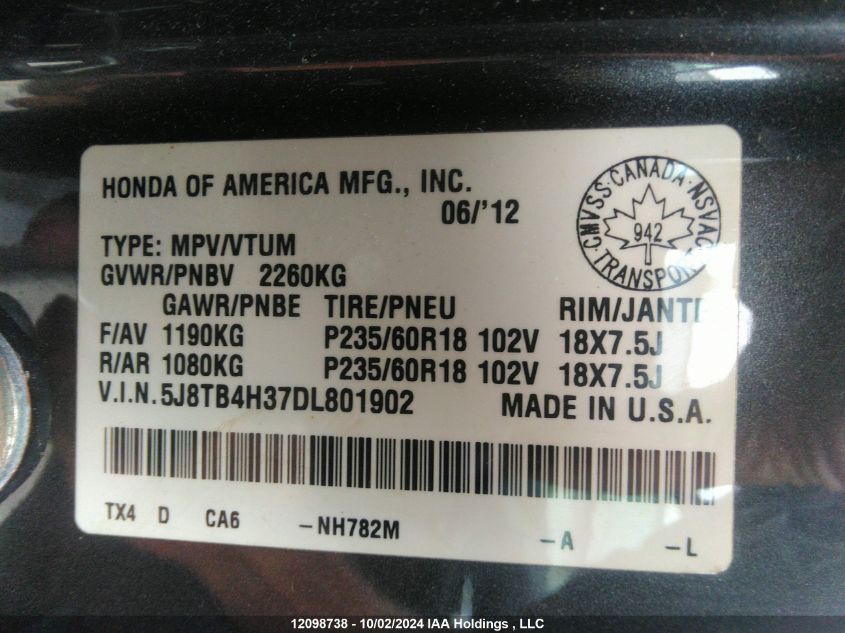 HONDA OF AMERICA MFG., INC.
06/'12
CMVSS·CANADA·NSVAC
942
TRANSPORT
TYPE: MPV/VTUM
GVWR/PNBV 2260KG
GAWR/PNBE TIRE/PNEU RIM/JANTE
F/AV 1190KG P235/60R18 102V 18X7.5J
R/AR 1080KG P235/60R18 102V 18X7.5J
V.I.N.5J8TB4H37DL801902 MADE IN U.S.A.
TX4 D CA6 -NH782M -A -L
12098738 - 10/02/2024 IAA Holdings , LLC